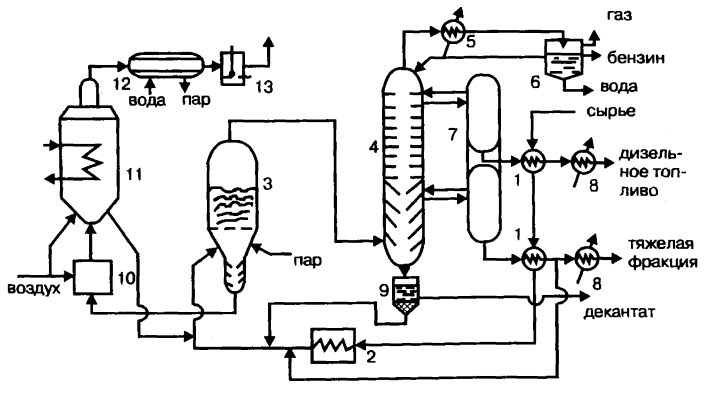 газ
5
бензин
6
12
13
вода
пар
вода
сырье
7
4
3
11
1
8
дизель-
ное топ-
ливо
1
тяжелая
фракция
пар
8
воздух
10
9
декантат
2